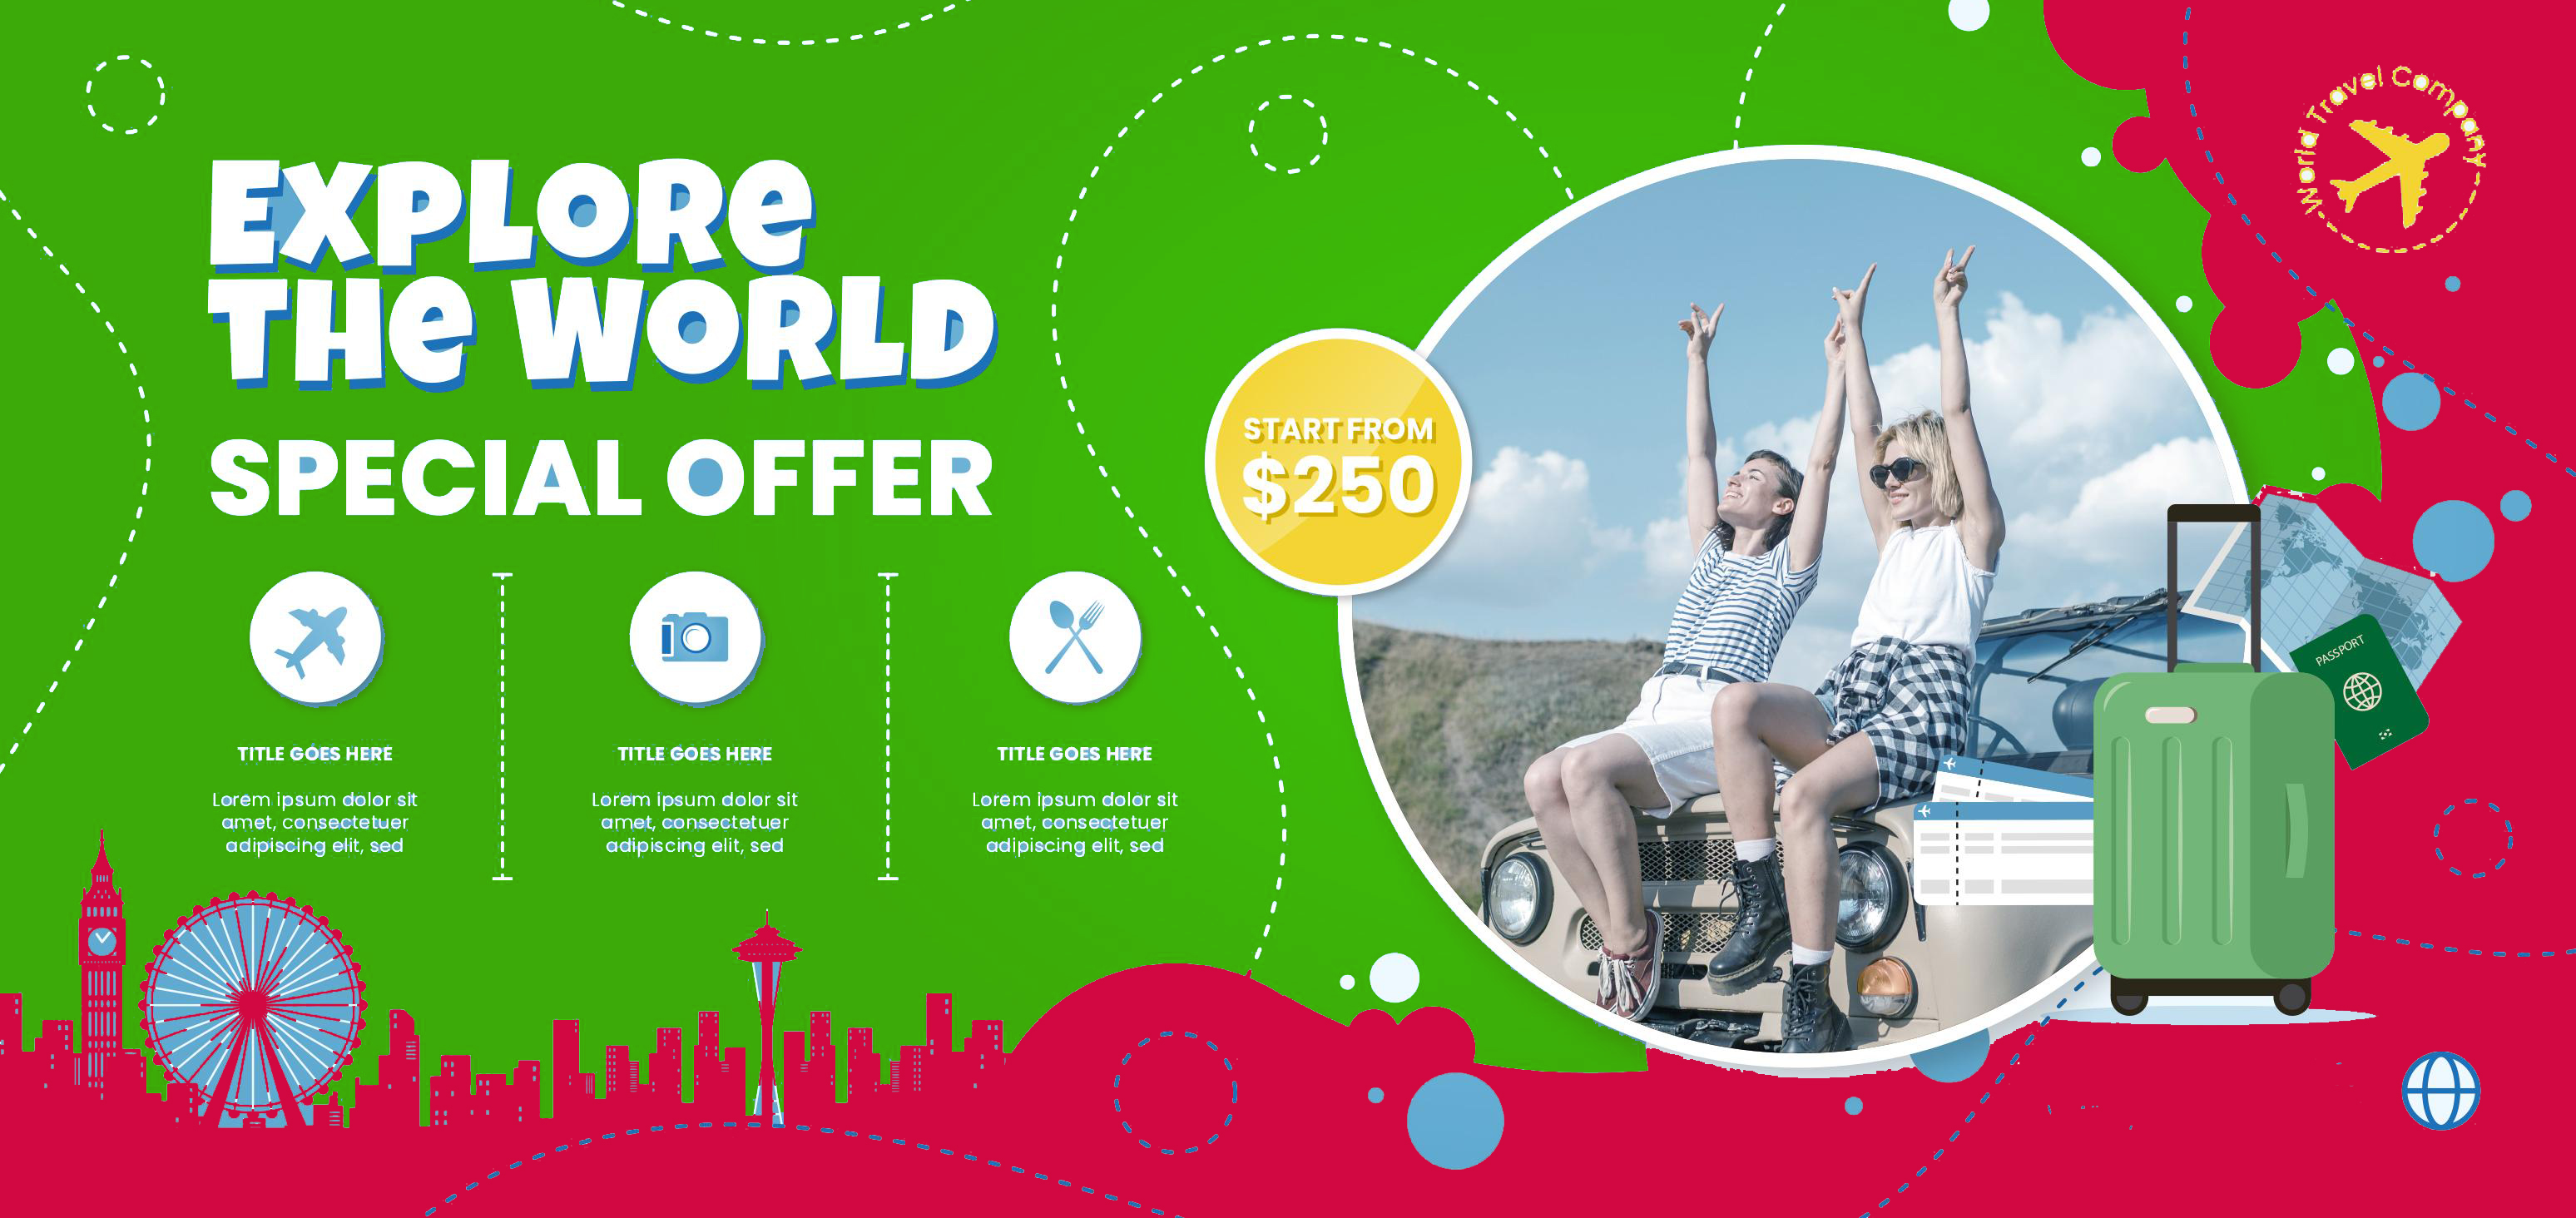 EXPLORE
THE WORLD
SPECIAL OFFER
TITLE GOES HERE
Lorem ipsum dolor sit
amet, consectetuer
adipiscing elit, sed
TITLE GOES HERE
Lorem ipsum dolor sit
amet, consectetuer
adipiscing elit, sed
TITLE GOES HERE
Lorem ipsum dolor sit
amet, consectetuer
adipiscing elit, sed
START FROM
$250
World Travel Company
PASSPORT